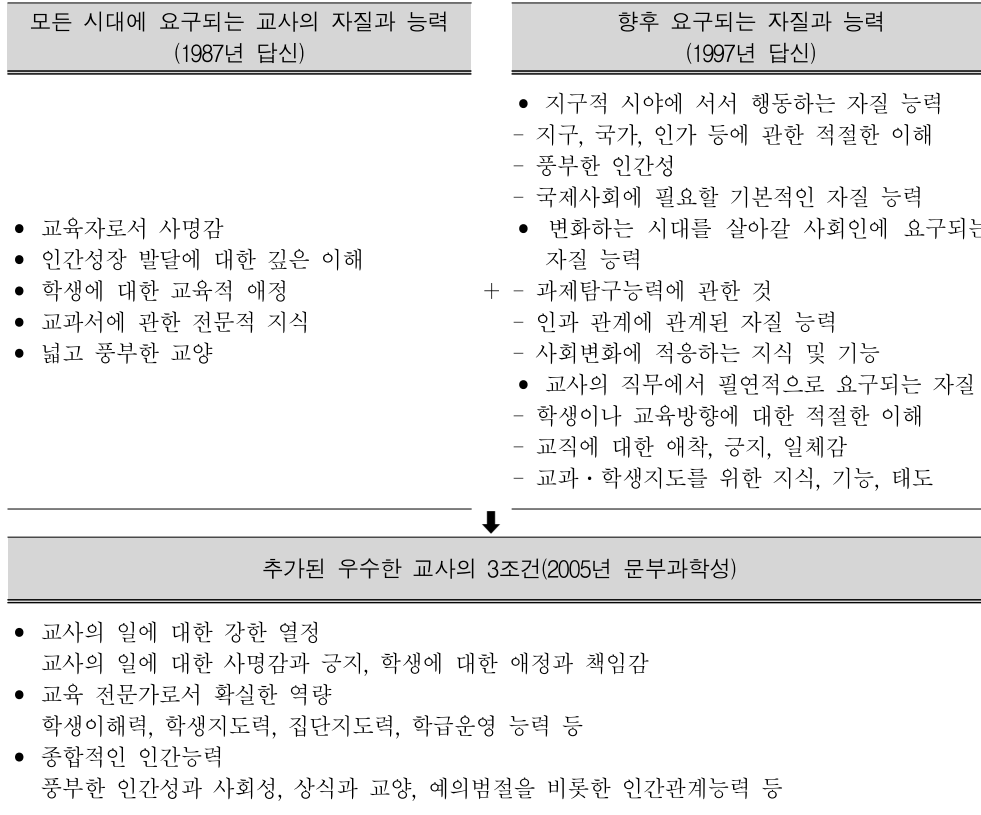 모든 시대에 요구되는 교사의 자질과 능력
(1987년 답신)
• 교육자로서 사명감
• 인간성장 발달에 대한 깊은 이해
• 학생에 대한 교육적 애정
• 교과서에 관한 전문적 지식
• 넓고 풍부한 교양
+
향후 요구되는 자질과 능력
(1997년 답신)
• 지구적 시야에 서서 행동하는 자질 능력
- 지구, 국가, 인가 등에 관한 적절한 이해
- 풍부한 인간성
- 국제사회에 필요할 기본적인 자질 능력
• 변화하는 시대를 살아갈 사회인에 요구되는
자질 능력
- 과제탐구능력에 관한 것
- 인과 관계에 관계된 자질 능력
- 사회변화에 적응하는 지식 및 기능
• 교사의 직무에서 필연적으로 요구되는 자질
- 학생이나 교육방향에 대한 적절한 이해
- 교직에 대한 애착, 긍지, 일체감
- 교과·학생지도를 위한 지식, 기능, 태도
추가된 우수한 교사의 3조건(2005년 문부과학성)
• 교사의 일에 대한 강한 열정
교사의 일에 대한 사명감과 긍지, 학생에 대한 애정과 책임감
• 교육 전문가로서 확실한 역량
학생이해력, 학생지도력, 집단지도력, 학급운영 능력 등
• 종합적인 인간능력
풍부한 인간성과 사회성, 상식과 교양, 예의범절을 비롯한 인간관계능력 등